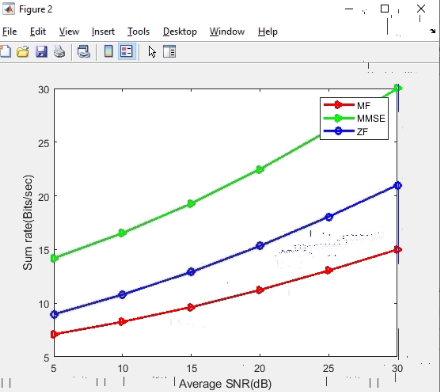 Figure 2
File Edit View Insert Tools Desktop Window Help
30
25
20
15
10
5
Sum rate(Bits/sec)
MF
MMSE
ZF
5 10 15 20 25 30
Average SNR(dB)